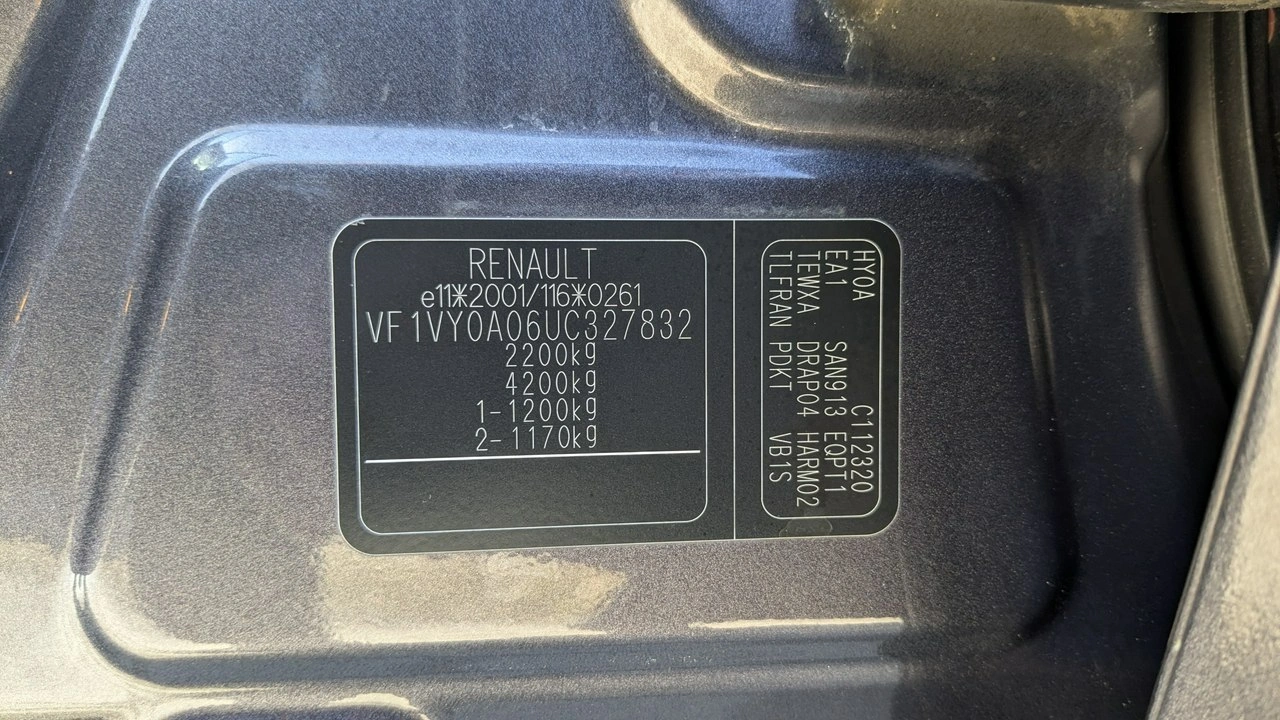 RENAULT
e11*2001/116*0261
VF1VY0A06UC327832
2200kg
4200kg
1-1200kg
2-1170kg
HY0A C112320
EA1 SAN913 EQPT1
TEWXA DRAP04 HARM02
TLFRAN PDKT VB1S